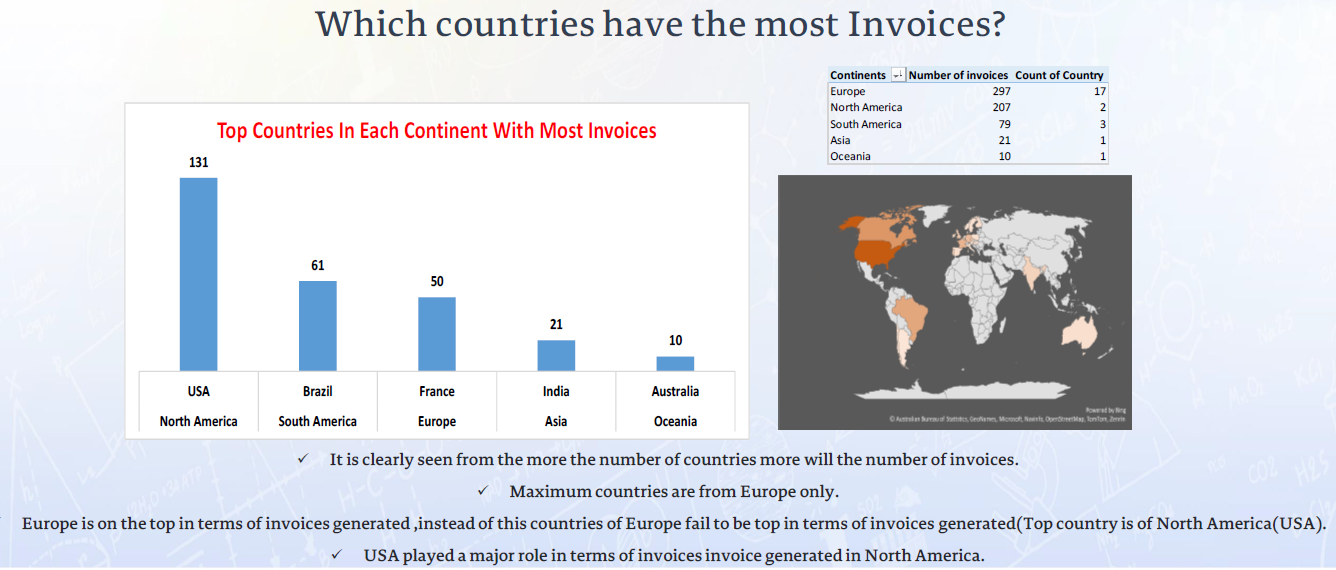 Which countries have the most Invoices?
Continents Number of invoices Count of Country
Europe 297 17
North America 207 2
South America 79 3
Asia 21 1
Oceania 10 1
Top Countries In Each Continent With Most Invoices
131
61
50
21
10
USA Brazil France India Australia
North America South America Europe Asia Oceania
Powered by Bing
© Australian Bureau of Statistics, GeoNames, Microsoft, Navinfo, OpenStreetMap, TomTom, Zenrin
✓ It is clearly seen from the more the number of countries more will the number of invoices.
✓ Maximum countries are from Europe only.
Europe is on the top in terms of invoices generated ,instead of this countries of Europe fail to be top in terms of invoices generated(Top country is of North America(USA).
✓ USA played a major role in terms of invoices invoice generated in North America.